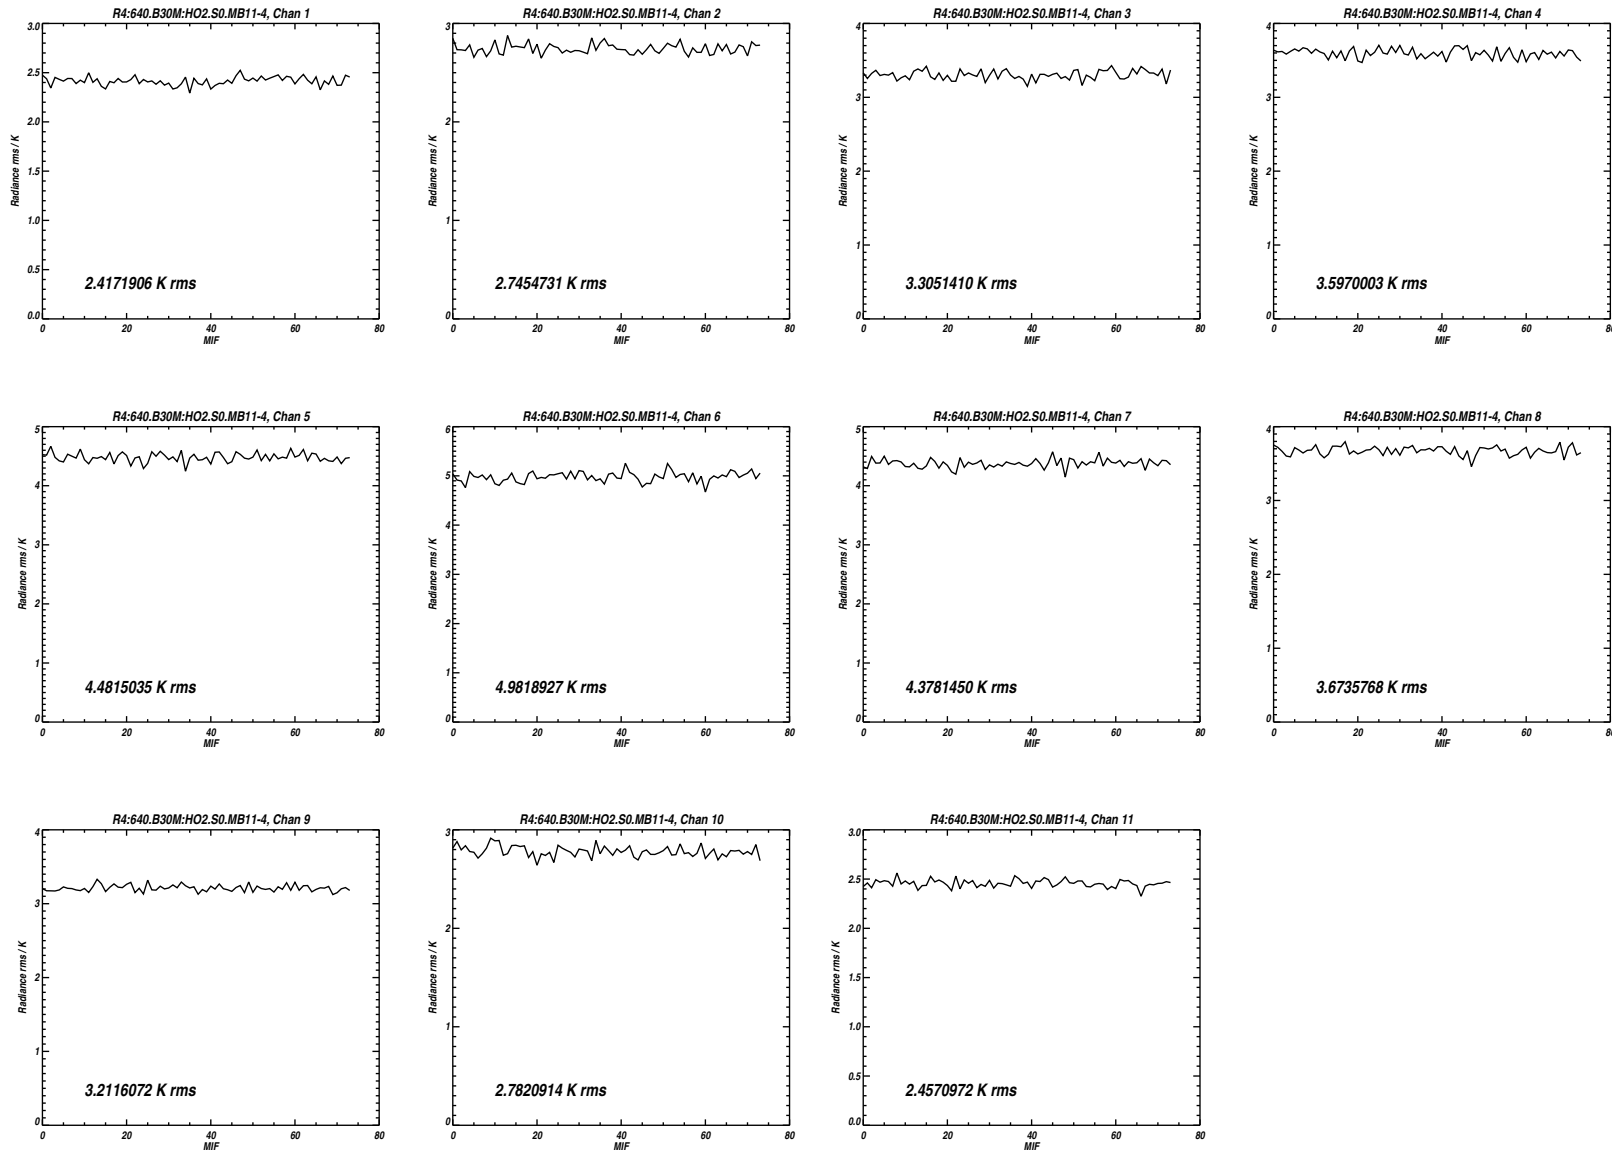 R4:640.B30M:HO2.S0.MB11-4, Chan 1
3.0
2.5
2.0
1.5
1.0
0.5
0.0
Radiance rms / K
2.4171906 K rms
0 20 40 60 80
MIF
R4:640.B30M:HO2.S0.MB11-4, Chan 2
3
2
1
0
Radiance rms / K
2.7454731 K rms
0 20 40 60 80
MIF
R4:640.B30M:HO2.S0.MB11-4, Chan 3
4
3
2
1
0
Radiance rms / K
3.3051410 K rms
0 20 40 60 80
MIF
R4:640.B30M:HO2.S0.MB11-4, Chan 4
4
3
2
1
0
Radiance rms / K
3.5970003 K rms
0 20 40 60 80
MIF
R4:640.B30M:HO2.S0.MB11-4, Chan 5
5
4
3
2
1
0
Radiance rms / K
4.4815035 K rms
0 20 40 60 80
MIF
R4:640.B30M:HO2.S0.MB11-4, Chan 6
6
5
4
3
2
1
0
Radiance rms / K
4.9818927 K rms
0 20 40 60 80
MIF
R4:640.B30M:HO2.S0.MB11-4, Chan 7
5
4
3
2
1
0
Radiance rms / K
4.3781450 K rms
0 20 40 60 80
MIF
R4:640.B30M:HO2.S0.MB11-4, Chan 8
4
3
2
1
0
Radiance rms / K
3.6735768 K rms
0 20 40 60 80
MIF
R4:640.B30M:HO2.S0.MB11-4, Chan 9
4
3
2
1
0
Radiance rms / K
3.2116072 K rms
0 20 40 60 80
MIF
R4:640.B30M:HO2.S0.MB11-4, Chan 10
3
2
1
0
Radiance rms / K
2.7820914 K rms
0 20 40 60 80
MIF
R4:640.B30M:HO2.S0.MB11-4, Chan 11
3.0
2.5
2.0
1.5
1.0
0.5
0.0
Radiance rms / K
2.4570972 K rms
0 20 40 60 80
MIF